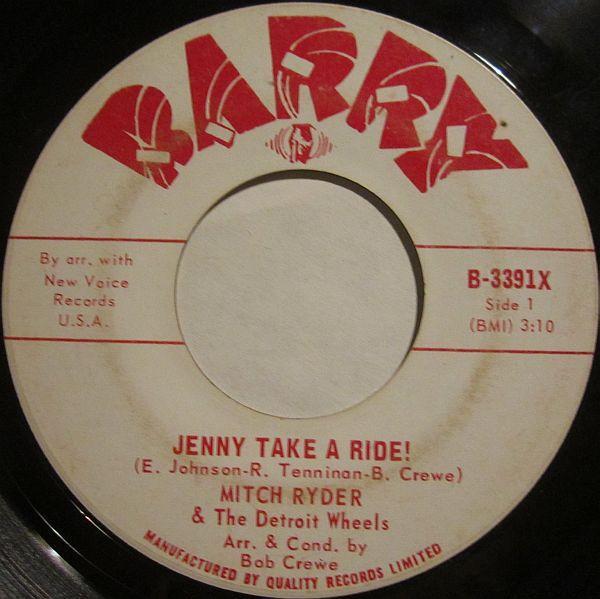 BARRY
By arr. with
New Voice
Records
U.S.A.
B-3391X
Side 1
(BMI) 3:10
JENNY TAKE A RIDE!
(E. Johnson-R. Tenninan-B. Crewe)
MITCH RYDER
& The Detroit Wheels
Arr. & Cond. by
Bob Crewe
MANUFACTURED BY QUALITY RECORDS LIMITED